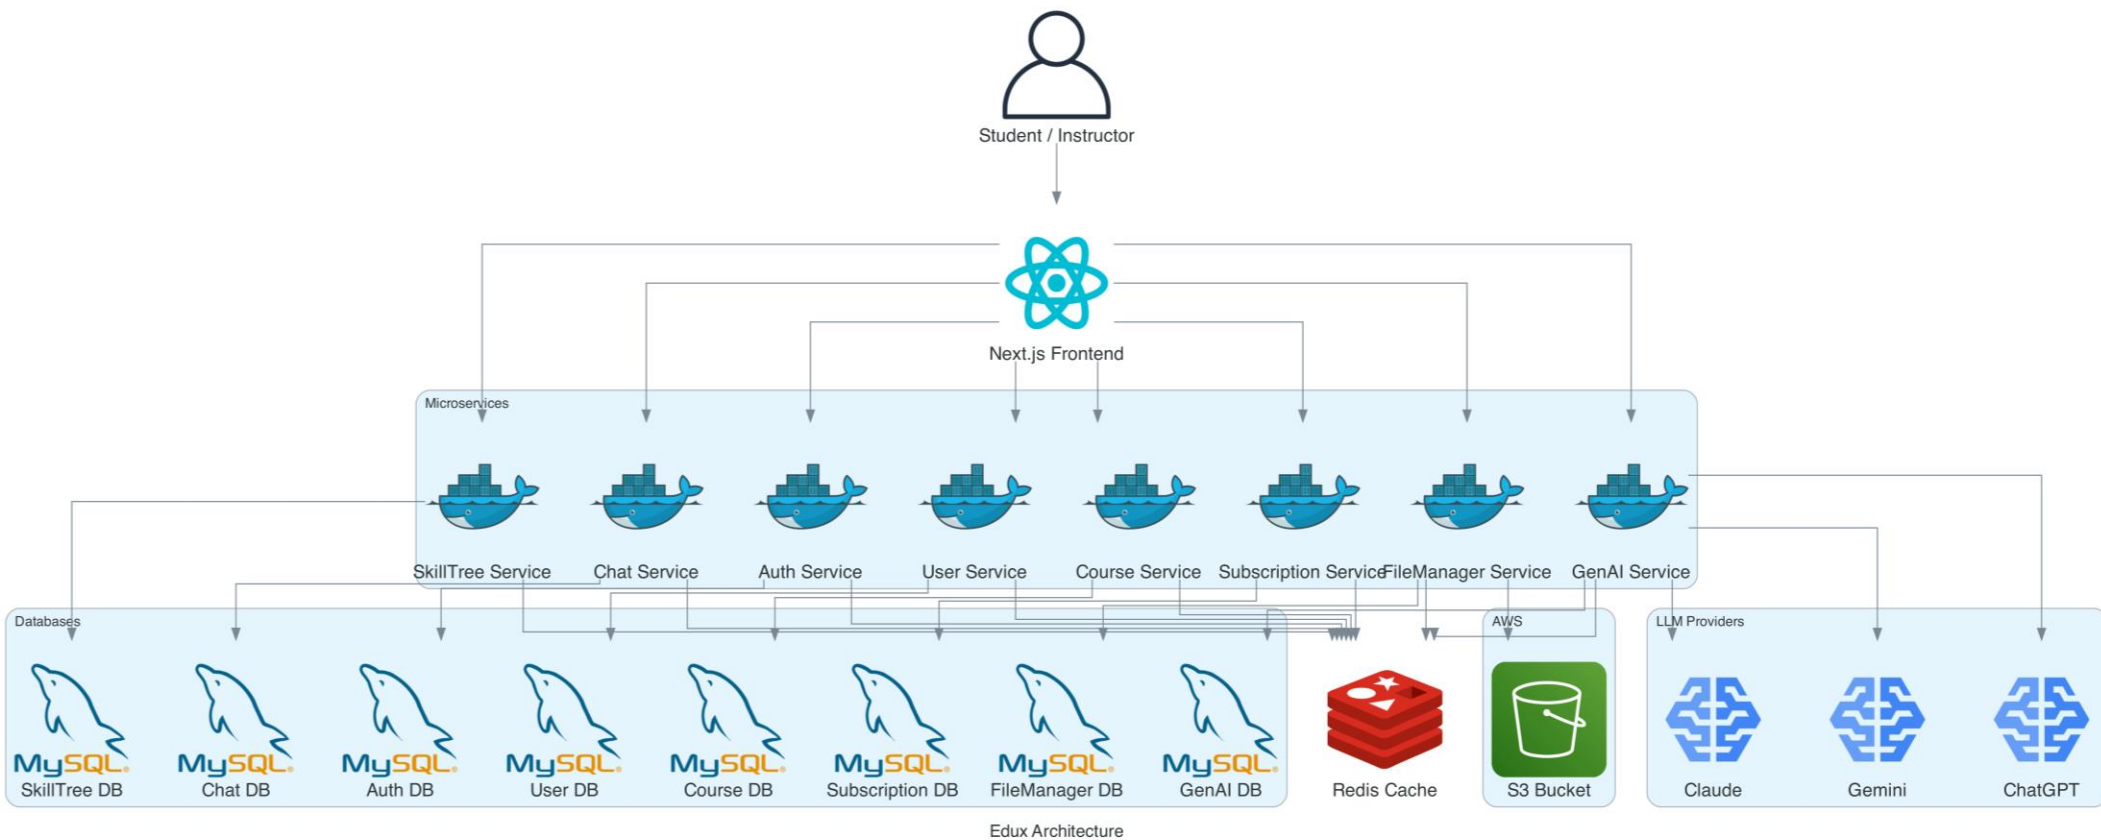 Student / Instructor
Next.js Frontend
Microservices
SkillTree Service
Chat Service
Auth Service
User Service
Course Service
Subscription Service
FileManager Service
GenAI Service
Databases
AWS
LLM Providers
MySQL
MySQL
MySQL
MySQL
MySQL
MySQL
MySQL
MySQL
SkillTree DB
Chat DB
Auth DB
User DB
Course DB
Subscription DB
FileManager DB
GenAI DB
Redis Cache
S3 Bucket
Claude
Gemini
ChatGPT
Edux Architecture